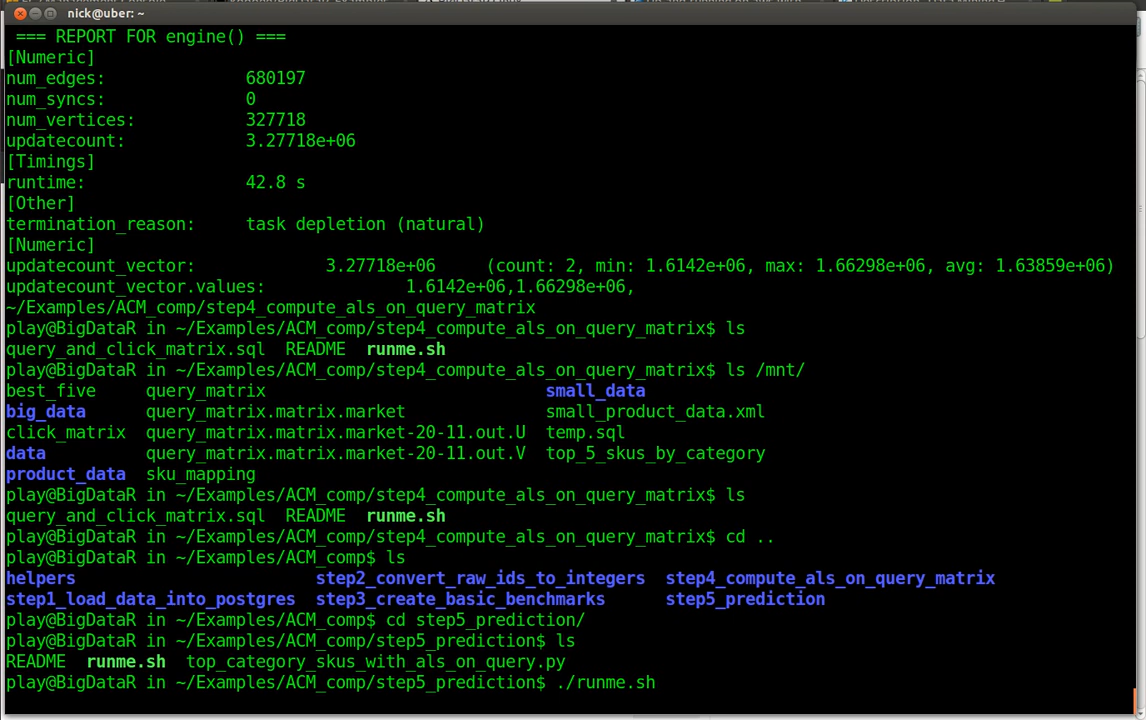 nick@uber: ~
=== REPORT FOR engine() ===
[Numeric]
num_edges: 680197
num_syncs: 0
num_vertices: 327718
updatecount: 3.27718e+06
[Timings]
runtime: 42.8 s
[Other]
termination_reason: task depletion (natural)
[Numeric]
updatecount_vector: 3.27718e+06 (count: 2, min: 1.6142e+06, max: 1.66298e+06, avg: 1.63859e+06)
updatecount_vector.values: 1.6142e+06,1.66298e+06,
~/Examples/ACM_comp/step4_compute_als_on_query_matrix
play@BigDataR in ~/Examples/ACM_comp/step4_compute_als_on_query_matrix$ ls
query_and_click_matrix.sql README runme.sh
play@BigDataR in ~/Examples/ACM_comp/step4_compute_als_on_query_matrix$ ls /mnt/
best_five query_matrix small_data
big_data query_matrix.matrix.market small_product_data.xml
click_matrix query_matrix.matrix.market-20-11.out.U temp.sql
data query_matrix.matrix.market-20-11.out.V top_5_skus_by_category
product_data sku_mapping
play@BigDataR in ~/Examples/ACM_comp/step4_compute_als_on_query_matrix$ ls
query_and_click_matrix.sql README runme.sh
play@BigDataR in ~/Examples/ACM_comp/step4_compute_als_on_query_matrix$ cd ..
play@BigDataR in ~/Examples/ACM_comp$ ls
helpers step2_convert_raw_ids_to_integers step4_compute_als_on_query_matrix
step1_load_data_into_postgres step3_create_basic_benchmarks step5_prediction
play@BigDataR in ~/Examples/ACM_comp$ cd step5_prediction/
play@BigDataR in ~/Examples/ACM_comp/step5_prediction$ ls
README runme.sh top_category_skus_with_als_on_query.py
play@BigDataR in ~/Examples/ACM_comp/step5_prediction$ ./runme.sh